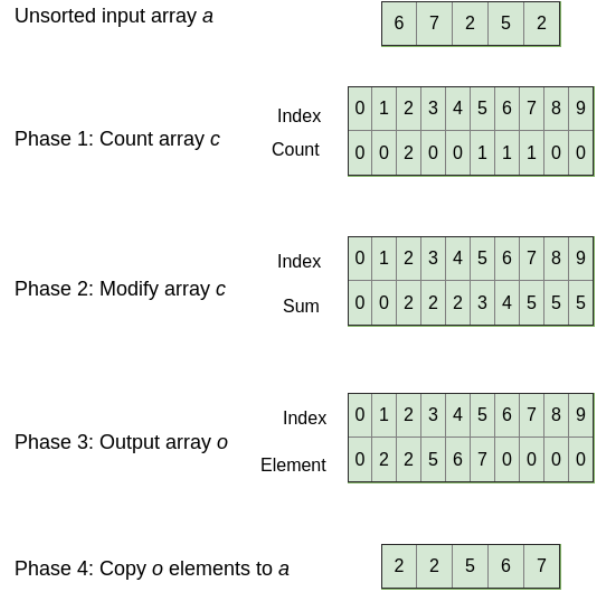 Unsorted input array a 6 7 2 5 2
Index 0 1 2 3 4 5 6 7 8 9
Phase 1: Count array c
Count 0 0 2 0 0 1 1 1 0 0
Index 0 1 2 3 4 5 6 7 8 9
Phase 2: Modify array c
Sum 0 0 2 2 2 3 4 5 5 5
Index 0 1 2 3 4 5 6 7 8 9
Phase 3: Output array o
Element 0 2 2 5 6 7 0 0 0 0
Phase 4: Copy o elements to a 2 2 5 6 7